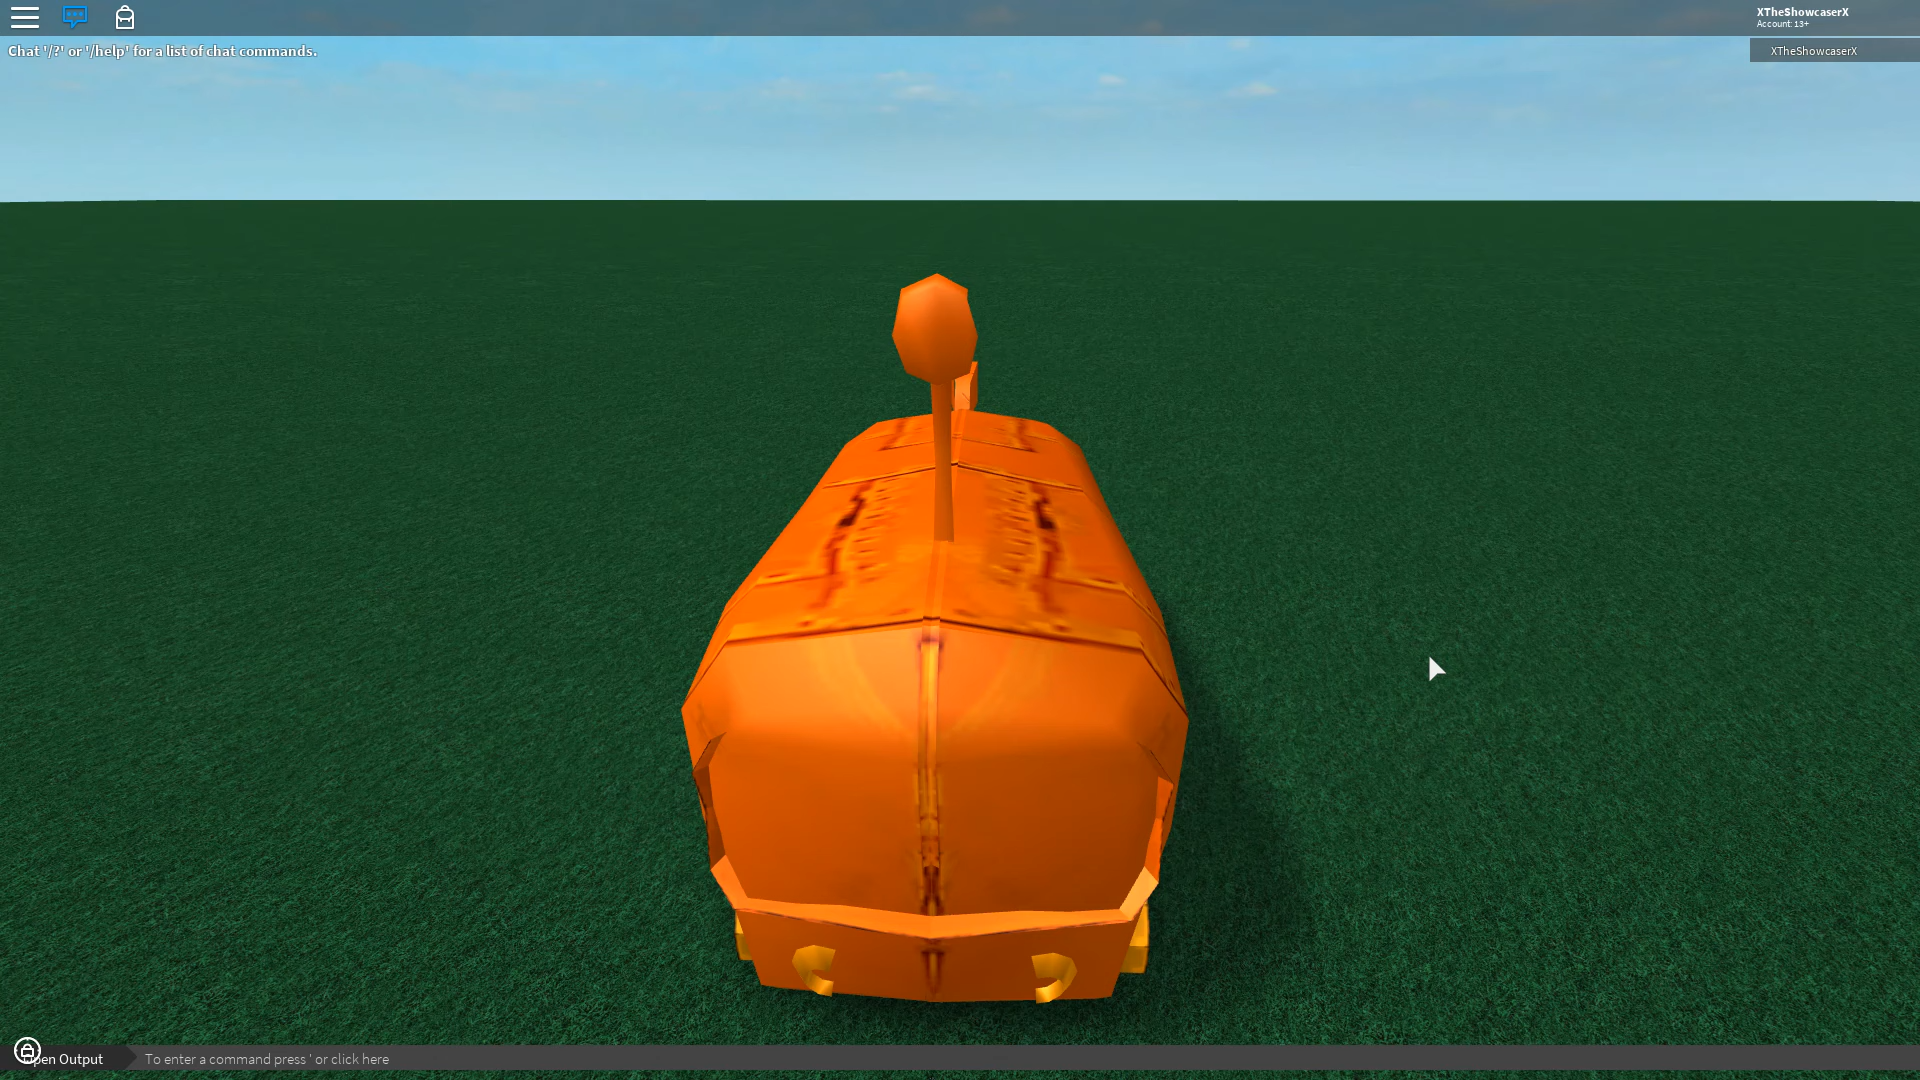 XTheShowcaserX
Account: 13+
Chat '/?' or '/help' for a list of chat commands.
XTheShowcaserX
Open Output
To enter a command press ' or click here